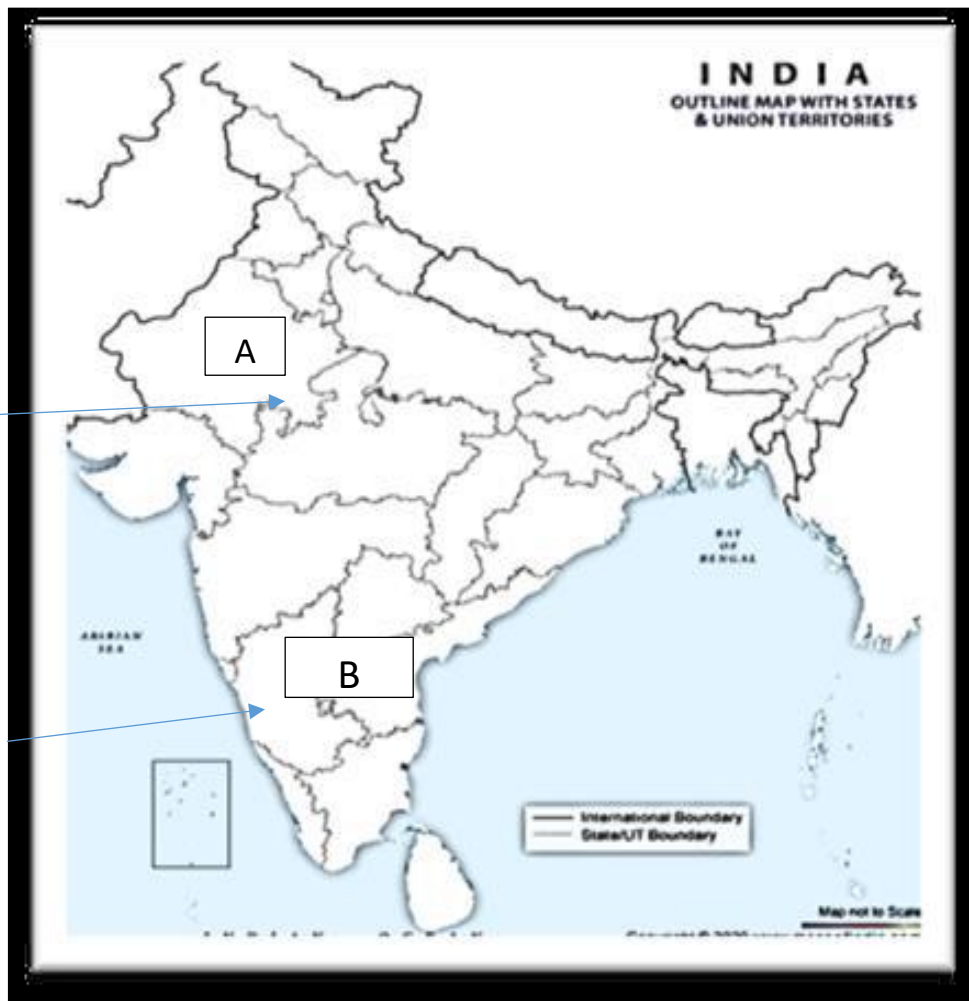 I N D I A
OUTLINE MAP WITH STATES
& UNION TERRITORIES
A
BAY
OF
BENGAL
ARABIAN
SEA
B
International Boundary
State/UT Boundary
Map not to Scale